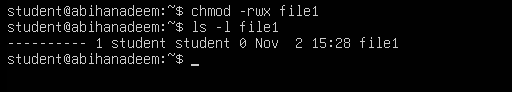 student@abihanadeem:~$ chmod -rwx file1
student@abihanadeem:~$ ls -l file1
---------- 1 student student 0 Nov  2 15:28 file1
student@abihanadeem:~$ _